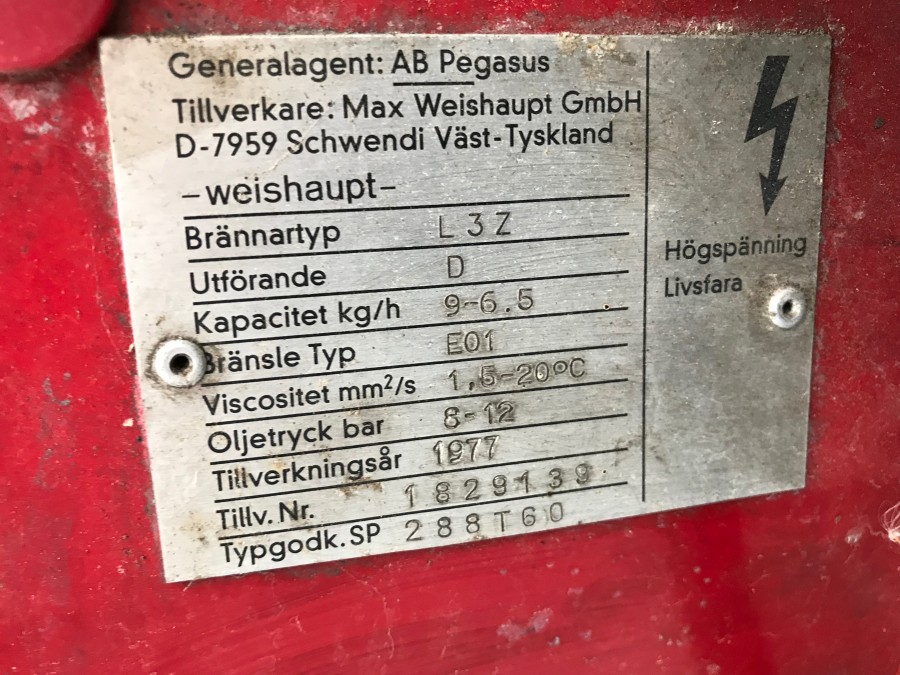 Generalagent: AB Pegasus
Tillverkare: Max Weishaupt GmbH
D-7959 Schwendi Väst-Tyskland
-weishaupt-
Brännartyp L3Z
Utförande D
Kapacitet kg/h 9-6.5
Bränsle Typ E01
Viscositet mm²/s 1,5-20°C
Oljetryck bar 8-12
Tillverkningsår 1977
Tillv. Nr. 1829139
Typgodk. SP 288T60
Högspänning
Livsfara